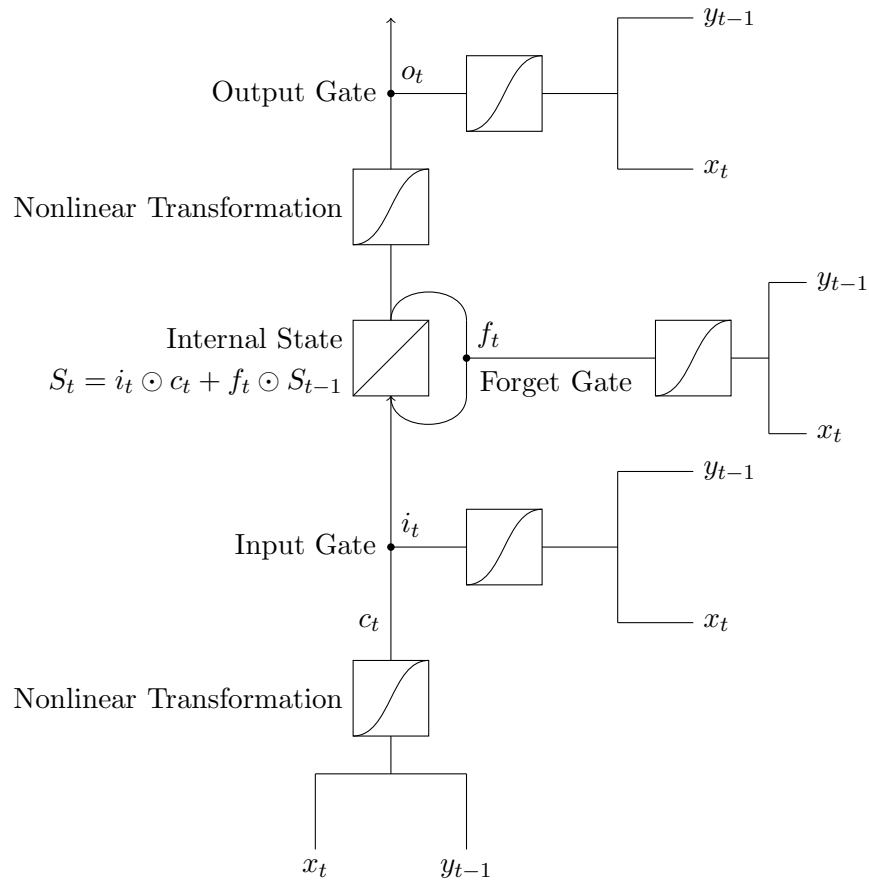 y_{t-1}
o_t
Output Gate
x_t
Nonlinear Transformation
y_{t-1}
f_t
Internal State
S_t = i_t ⊙ c_t + f_t ⊙ S_{t-1}
Forget Gate
x_t
y_{t-1}
i_t
Input Gate
c_t
x_t
Nonlinear Transformation
x_t
y_{t-1}